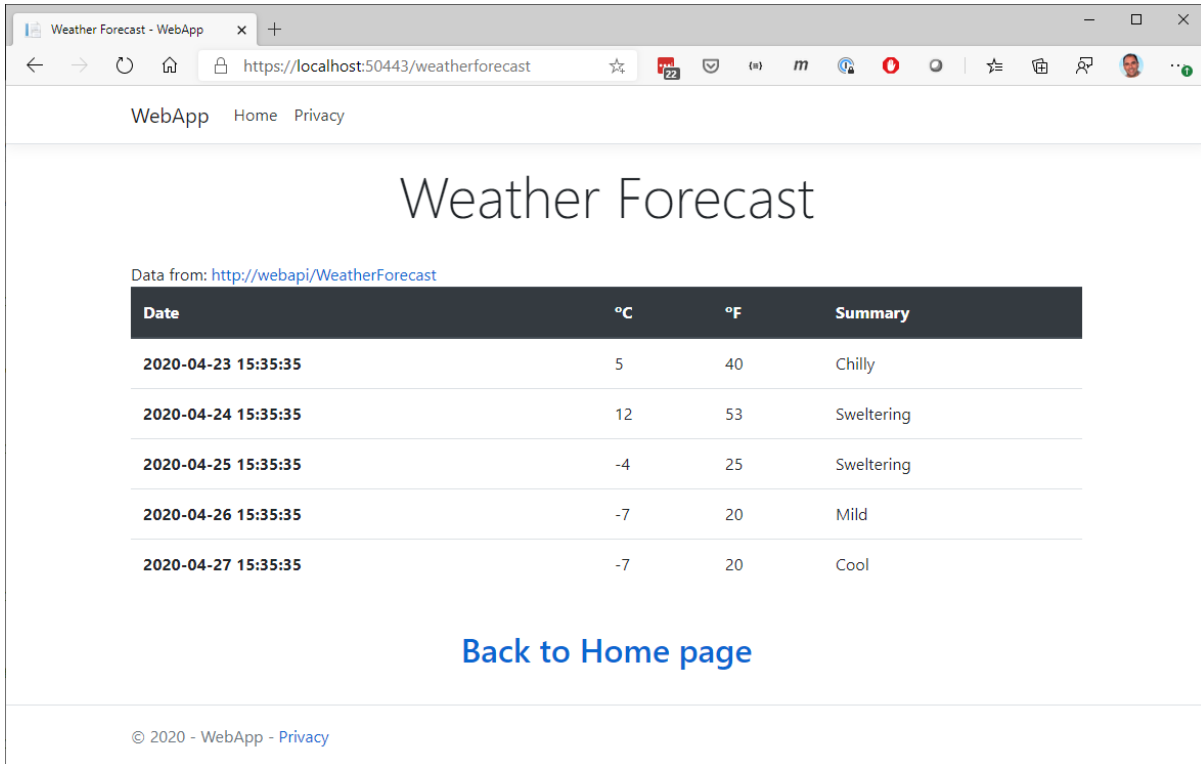 Weather Forecast - WebApp
https://localhost:50443/weatherforecast
22
{=}
m
WebApp Home Privacy
Weather Forecast
Data from: http://webapi/WeatherForecast
Date ºC ºF Summary
2020-04-23 15:35:35 5 40 Chilly
2020-04-24 15:35:35 12 53 Sweltering
2020-04-25 15:35:35 -4 25 Sweltering
2020-04-26 15:35:35 -7 20 Mild
2020-04-27 15:35:35 -7 20 Cool
Back to Home page
© 2020 - WebApp - Privacy